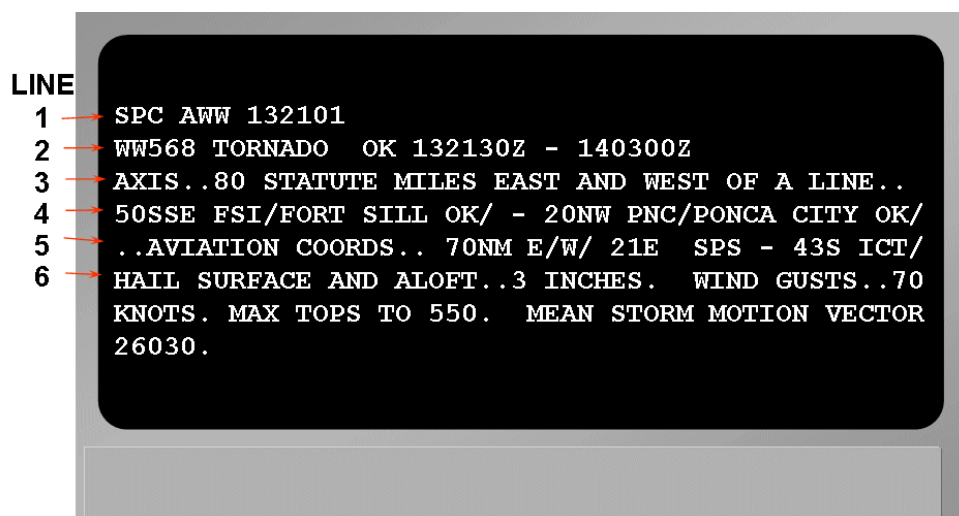 LINE
1 SPC AWW 132101
2 WW568 TORNADO OK 132130Z - 140300Z
3 AXIS..80 STATUTE MILES EAST AND WEST OF A LINE..
4 50SSE FSI/FORT SILL OK/ - 20NW PNC/PONCA CITY OK/
5 ..AVIATION COORDS.. 70NM E/W/ 21E SPS - 43S ICT/
6 HAIL SURFACE AND ALOFT..3 INCHES. WIND GUSTS..70
KNOTS. MAX TOPS TO 550. MEAN STORM MOTION VECTOR
26030.